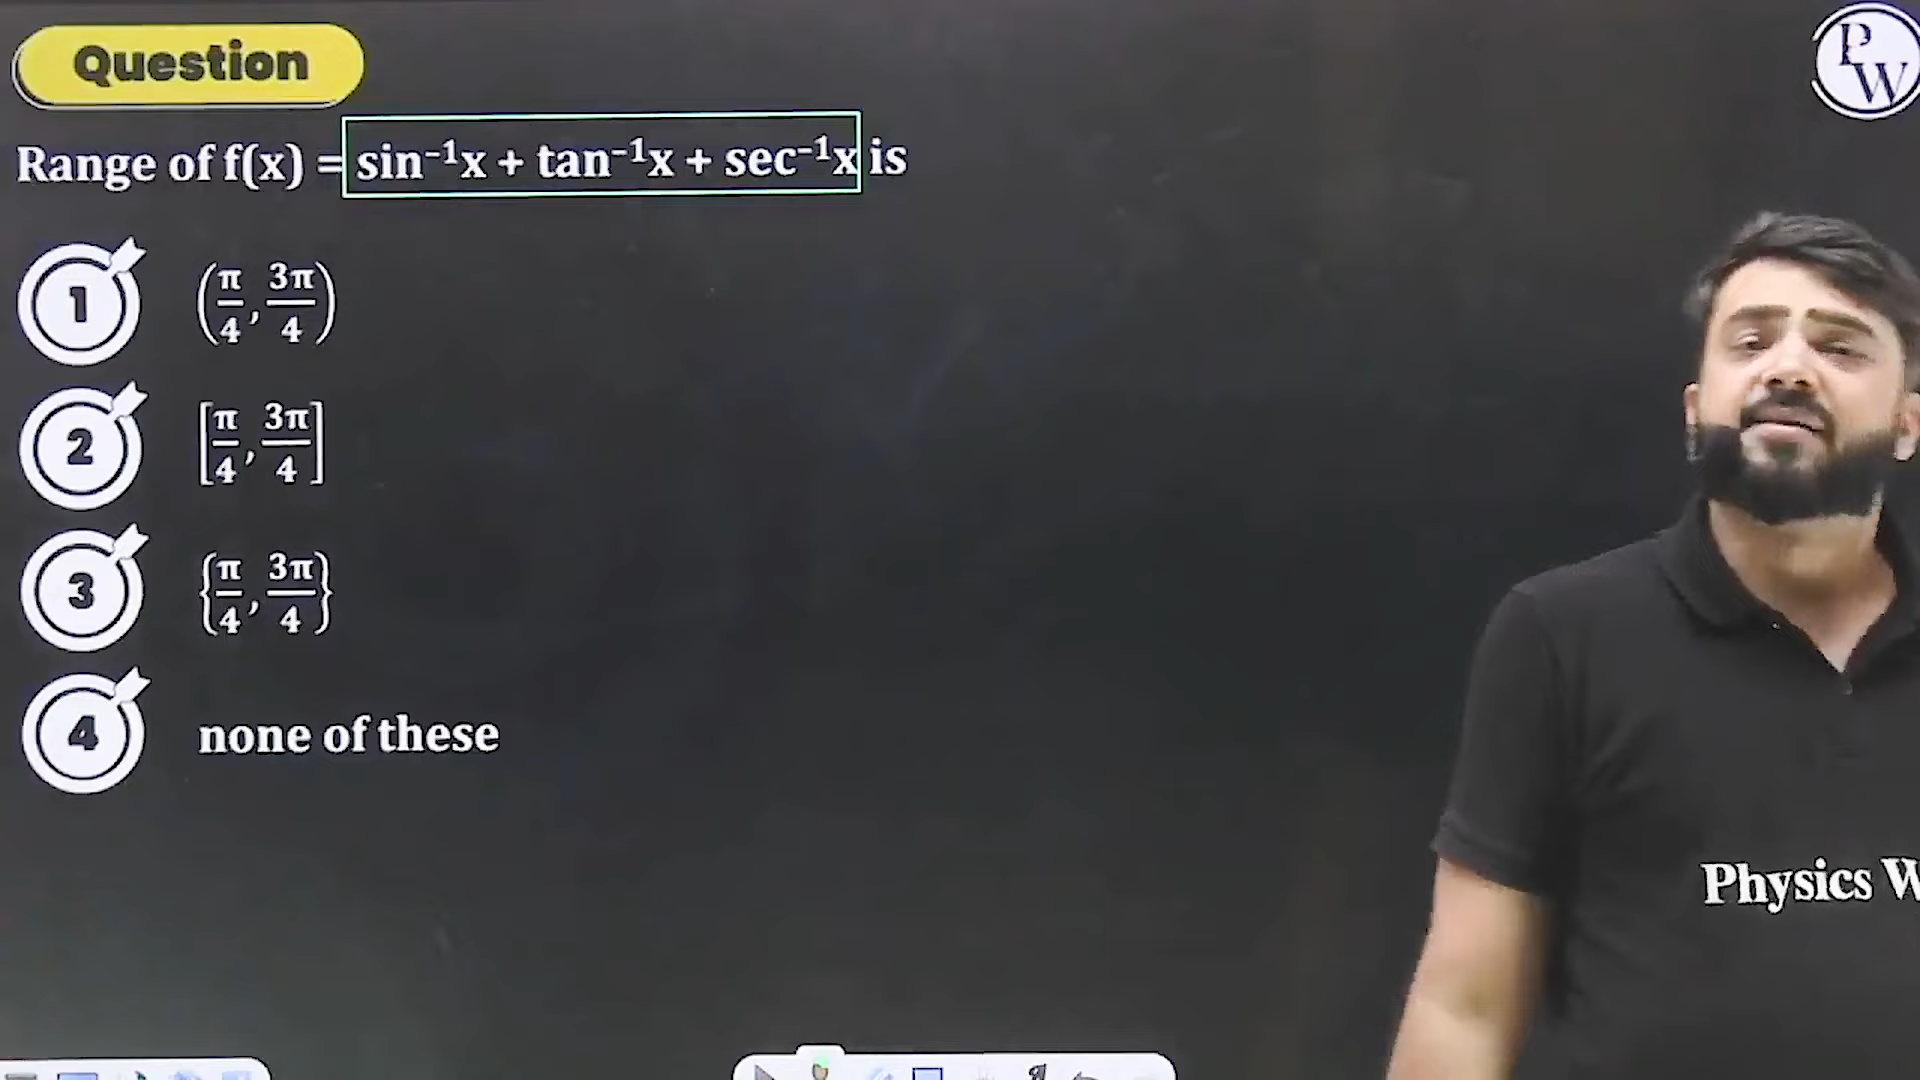 Question
PW
Range of f(x) = sin⁻¹x + tan⁻¹x + sec⁻¹x is
1 (π/4, 3π/4)
2 [π/4, 3π/4]
3 {π/4, 3π/4}
4 none of these
Physics W